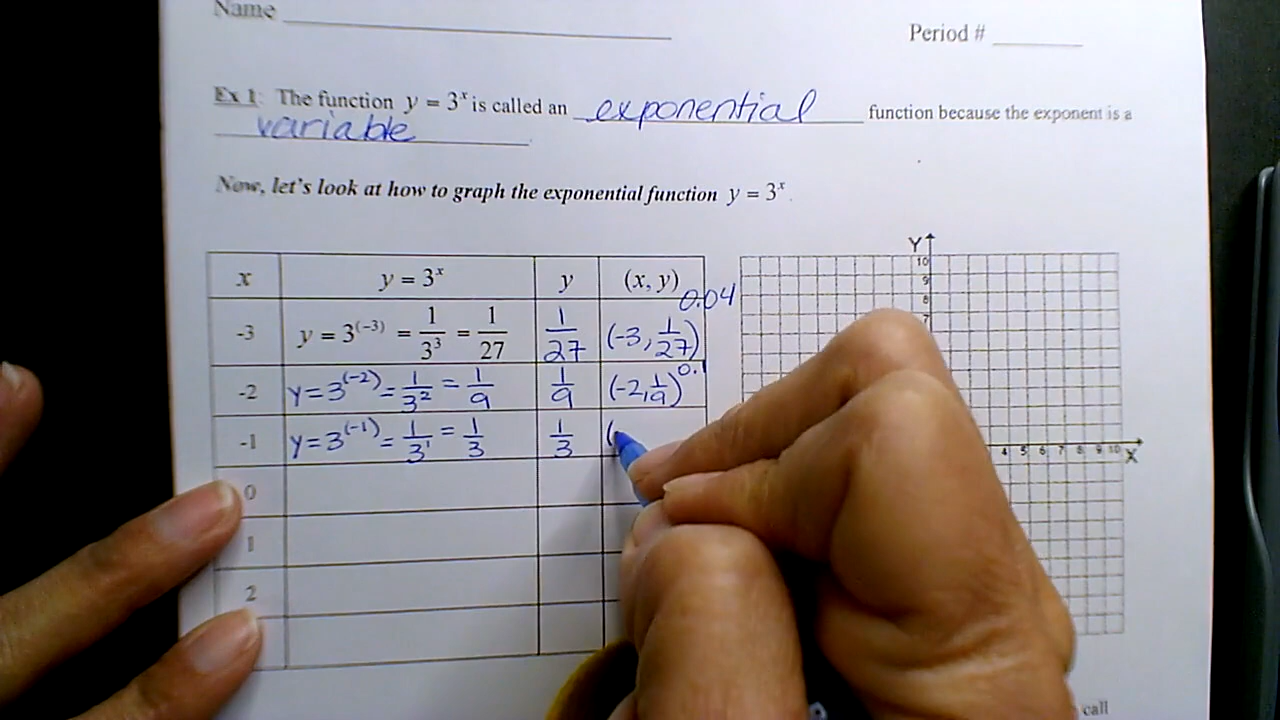 Name
Period #
Ex 1: The function y = 3^x is called an exponential function because the exponent is a
variable.
Now, let's look at how to graph the exponential function y = 3^x.
x y = 3^x y (x, y)
-3 y = 3^(-3) = 1/3^3 = 1/27 1/27 (-3, 1/27) 0.04
-2 y = 3^(-2) = 1/3^2 = 1/9 1/9 (-2, 1/9)
-1 y = 3^(-1) = 1/3^1 = 1/3 1/3 (
0
1
2
Y
10
9
8
7
4 5 6 7 8 9 10 X
call